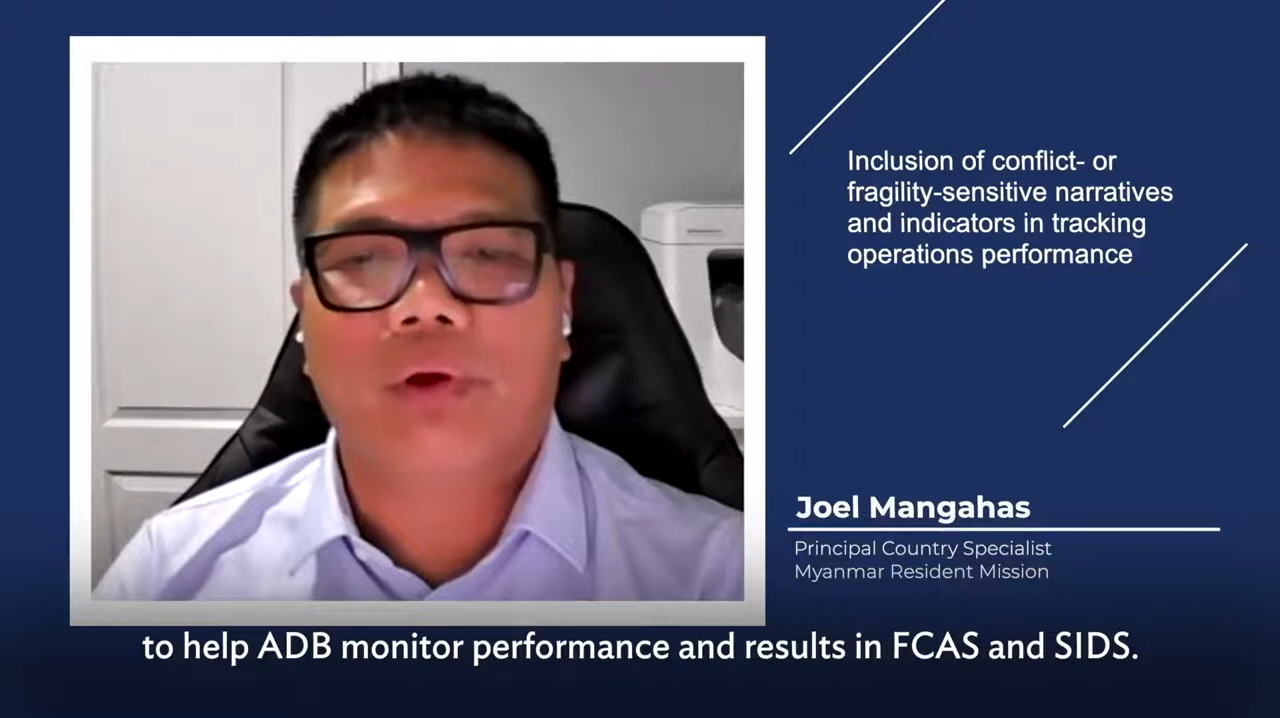 Inclusion of conflict- or
fragility-sensitive narratives
and indicators in tracking
operations performance
Joel Mangahas
Principal Country Specialist
Myanmar Resident Mission
to help ADB monitor performance and results in FCAS and SIDS.